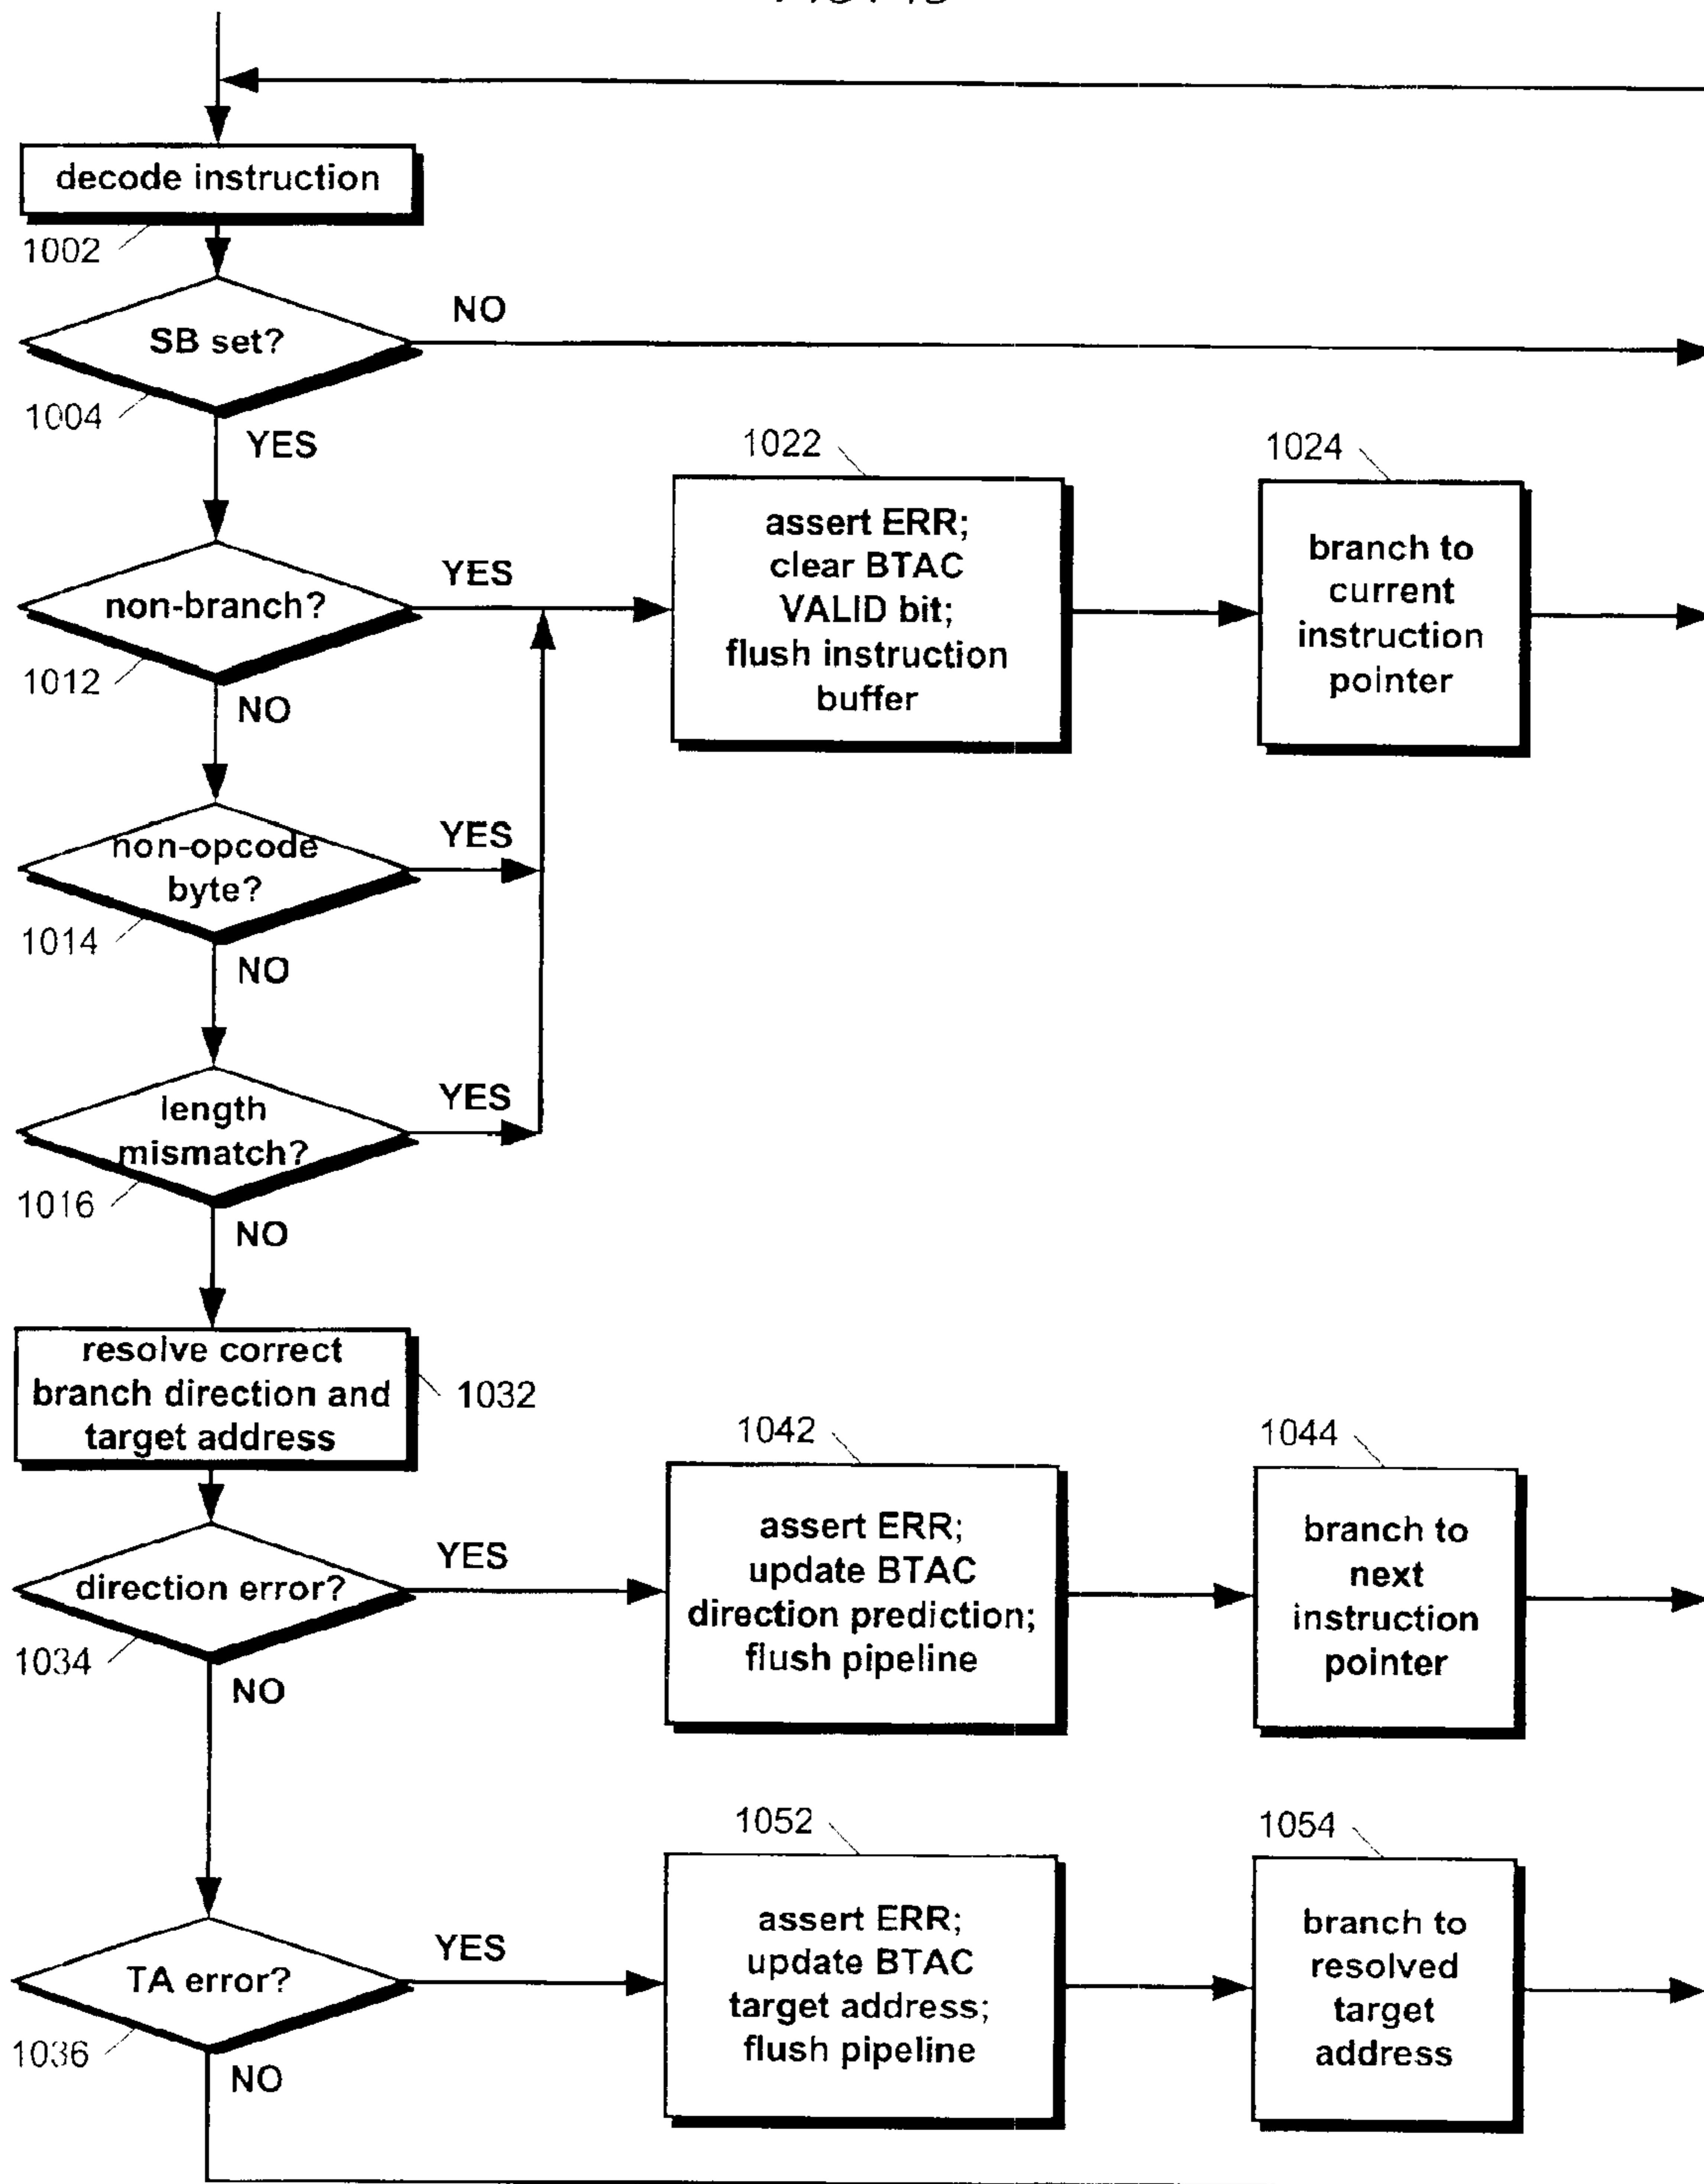 decode instruction
1002
SB set?
NO
1004
YES
1022
1024
assert ERR;
clear BTAC
VALID bit;
flush instruction
buffer
branch to
current
instruction
pointer
non-branch?
YES
1012
NO
non-opcode
byte?
YES
1014
NO
length
mismatch?
YES
1016
NO
resolve correct
branch direction and
target address
1032
1042
1044
direction error?
YES
assert ERR;
update BTAC
direction prediction;
flush pipeline
branch to
next
instruction
pointer
1034
NO
1052
1054
TA error?
YES
assert ERR;
update BTAC
target address;
flush pipeline
branch to
resolved
target
address
1036
NO